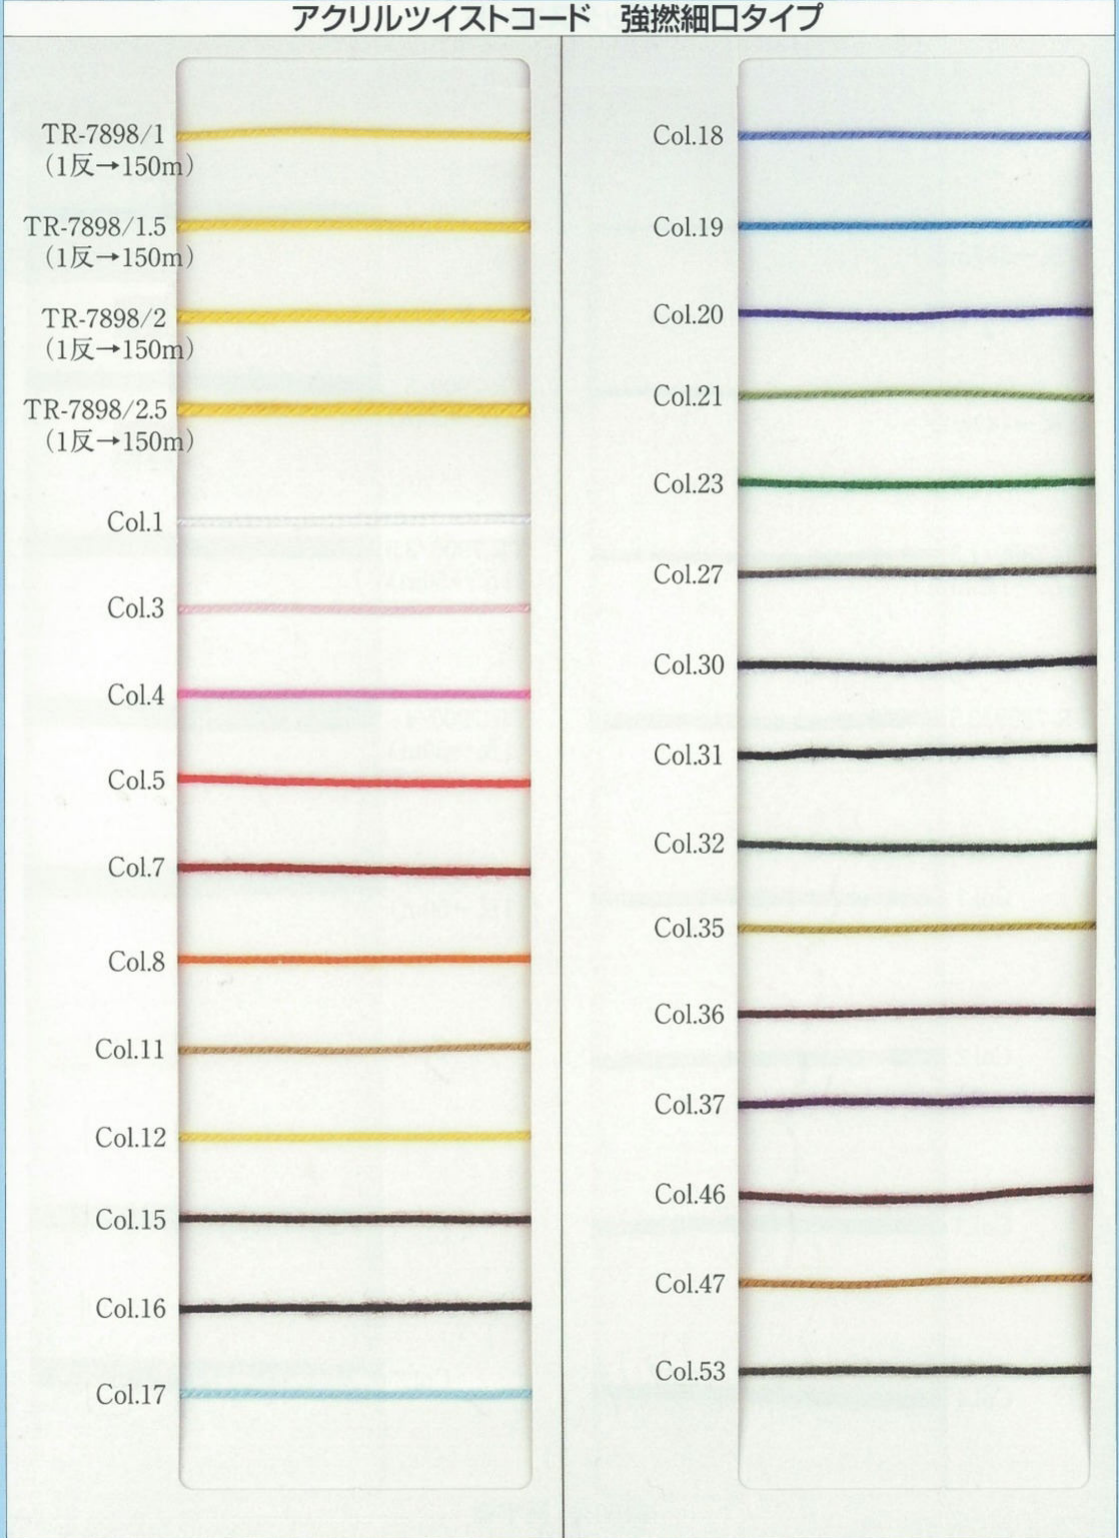 アクリルツイストコード　強撚細口タイプ
TR-7898/1
（1反→150m）
TR-7898/1.5
（1反→150m）
TR-7898/2
（1反→150m）
TR-7898/2.5
（1反→150m）
Col.1
Col.3
Col.4
Col.5
Col.7
Col.8
Col.11
Col.12
Col.15
Col.16
Col.17
Col.18
Col.19
Col.20
Col.21
Col.23
Col.27
Col.30
Col.31
Col.32
Col.35
Col.36
Col.37
Col.46
Col.47
Col.53